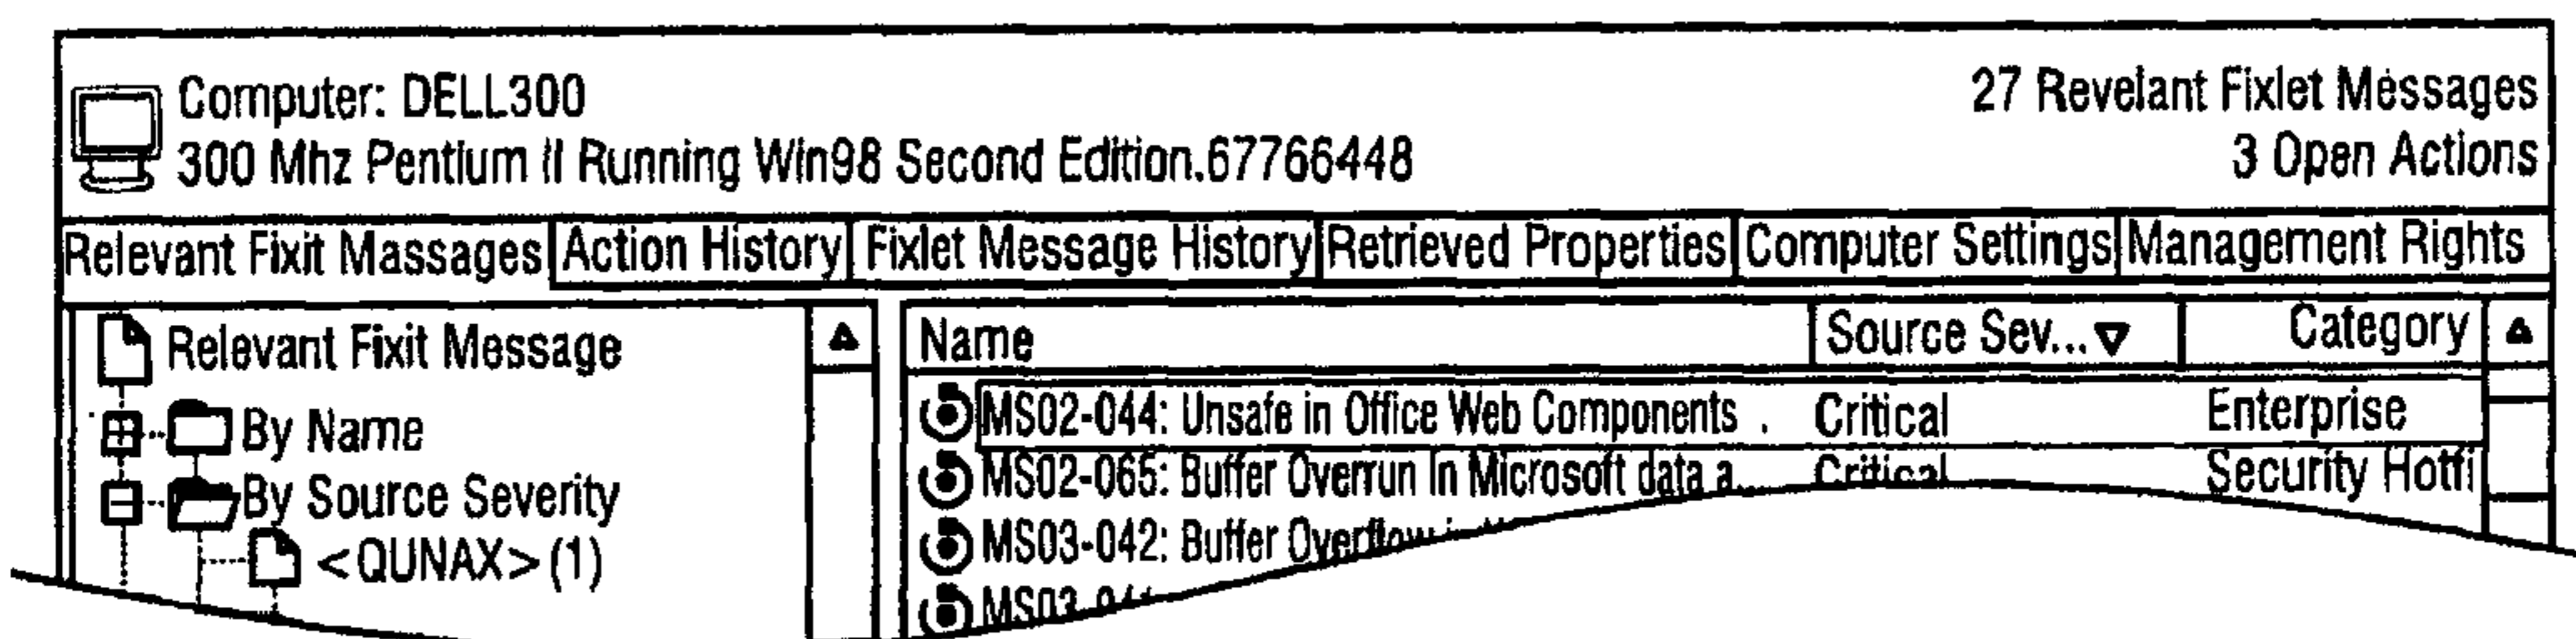 Computer: DELL300
27 Revelant Fixlet Messages
300 Mhz Pentium II Running Win98 Second Edition.67766448
3 Open Actions
Relevant Fixit Massages Action History Fixlet Message History Retrieved Properties Computer Settings Management Rights
Relevant Fixit Message
By Name
By Source Severity
<QUNAX> (1)
Name Source Sev... Category
MS02-044: Unsafe in Office Web Components . Critical Enterprise
MS02-065: Buffer Overrun In Microsoft data a... Critical Security Hotfi
MS03-042: Buffer Overflow in